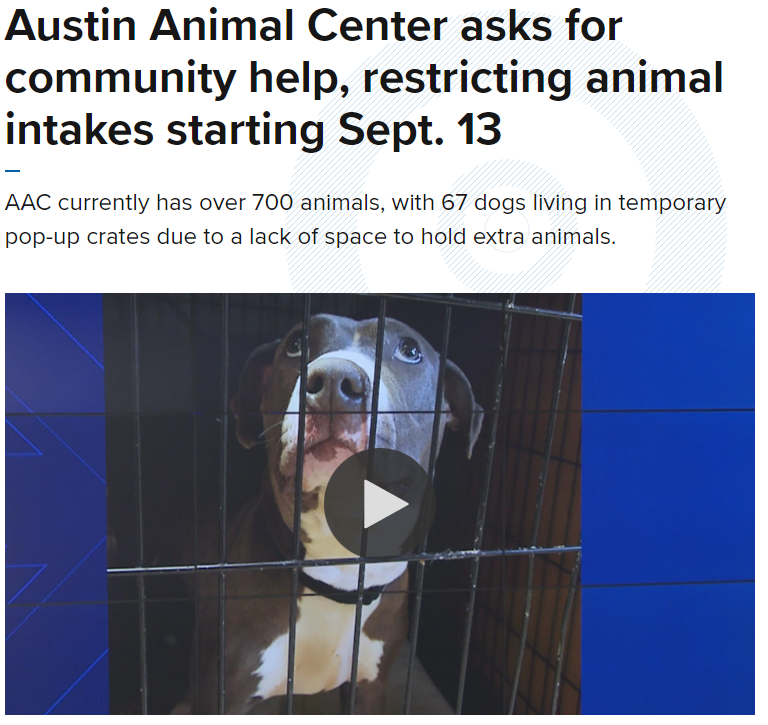 Austin Animal Center asks for
community help, restricting animal
intakes starting Sept. 13
AAC currently has over 700 animals, with 67 dogs living in temporary
pop-up crates due to a lack of space to hold extra animals.